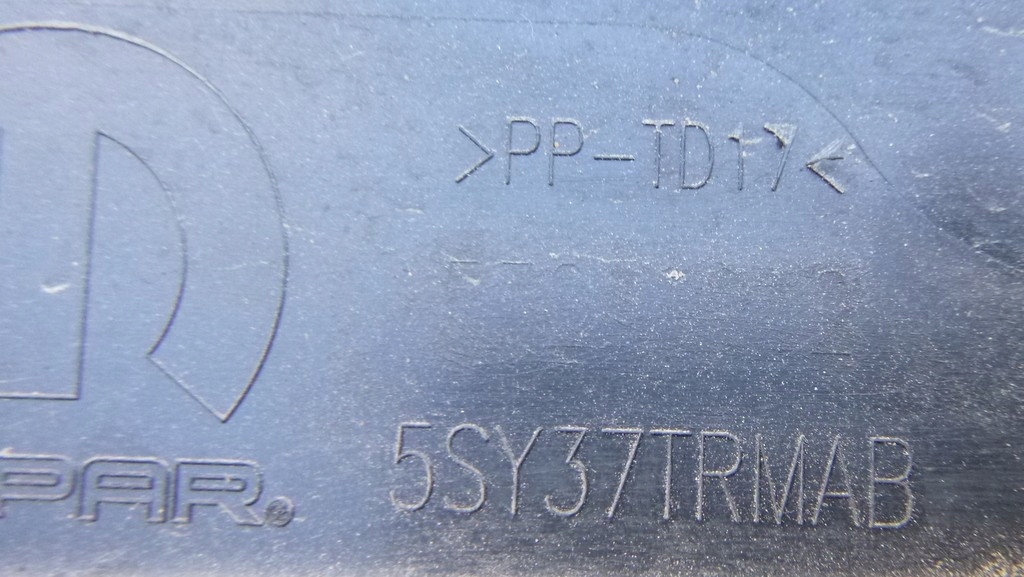 >PP-TD17<
5SY37TRMAB
PAR®